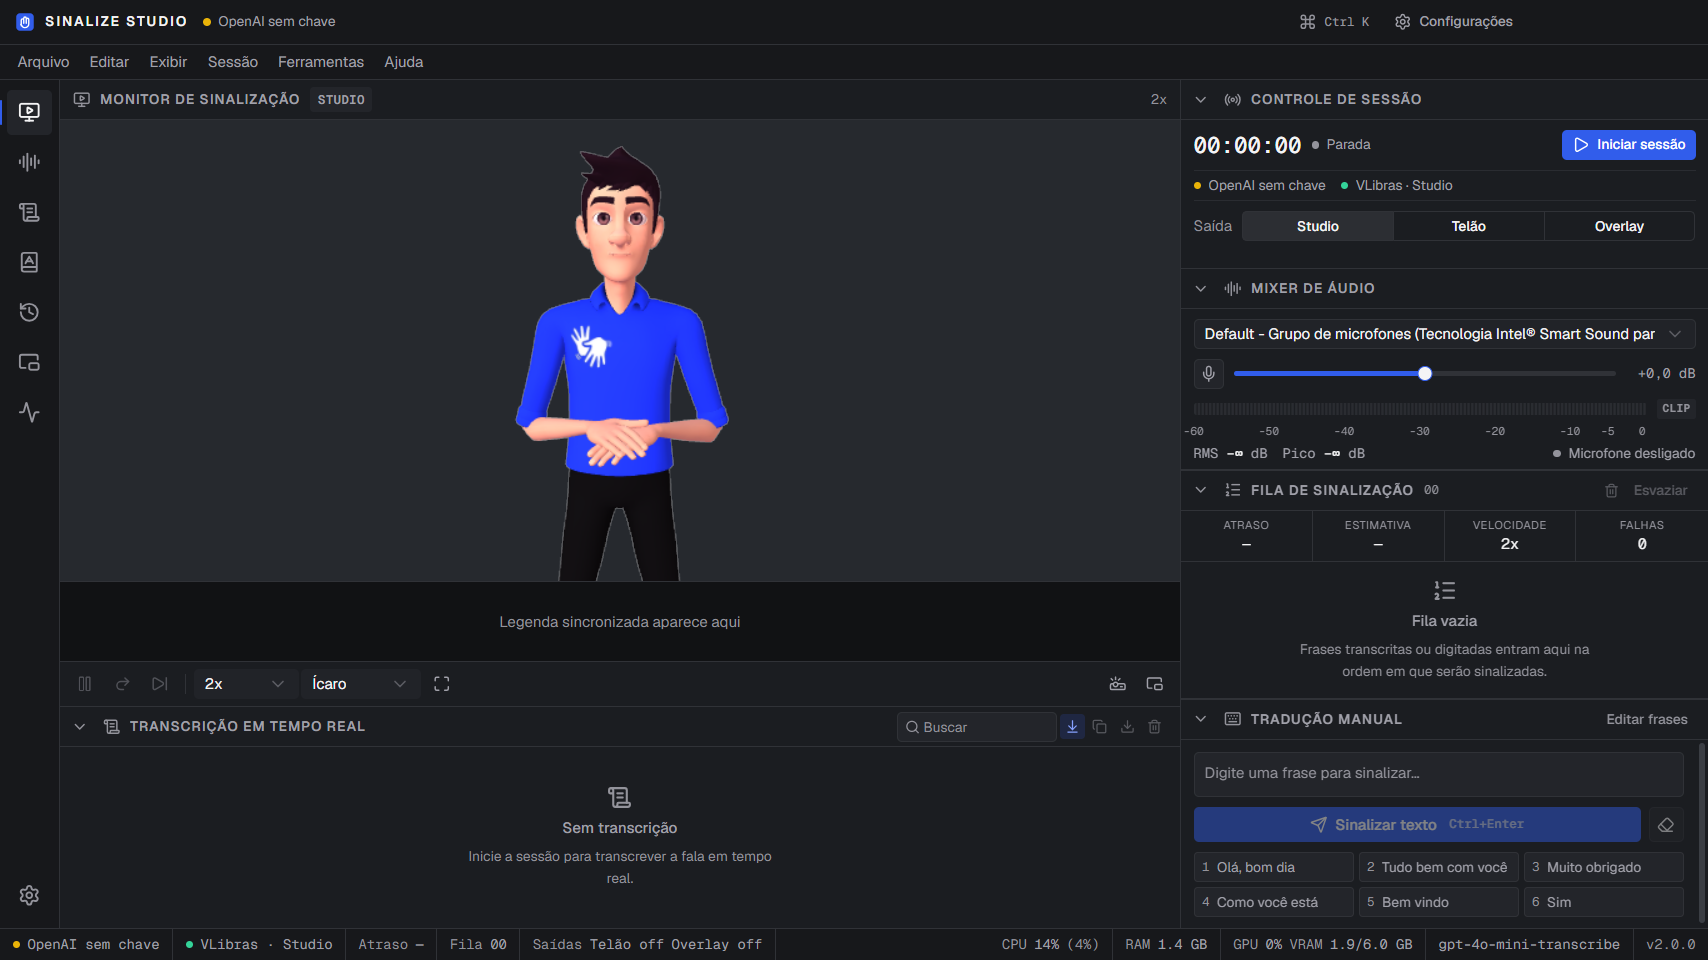 SINALIZE STUDIO
OpenAI sem chave
Ctrl K
Configurações
Arquivo Editar Exibir Sessão Ferramentas Ajuda
MONITOR DE SINALIZAÇÃO STUDIO 2x
Legenda sincronizada aparece aqui
2x Ícaro
TRANSCRIÇÃO EM TEMPO REAL
Buscar
Sem transcrição
Inicie a sessão para transcrever a fala em tempo
real.
CONTROLE DE SESSÃO
00:00:00 Parada Iniciar sessão
OpenAI sem chave VLibras · Studio
Saída Studio Telão Overlay
MIXER DE ÁUDIO
Default - Grupo de microfones (Tecnologia Intel® Smart Sound par
+0,0 dB
CLIP
-60 -50 -40 -30 -20 -10 -5 0
RMS -∞ dB Pico -∞ dB Microfone desligado
FILA DE SINALIZAÇÃO 00 Esvaziar
ATRASO ESTIMATIVA VELOCIDADE FALHAS
– – 2x 0
Fila vazia
Frases transcritas ou digitadas entram aqui na
ordem em que serão sinalizadas.
TRADUÇÃO MANUAL Editar frases
Digite uma frase para sinalizar...
Sinalizar texto Ctrl+Enter
1 Olá, bom dia 2 Tudo bem com você 3 Muito obrigado
4 Como você está 5 Bem vindo 6 Sim
OpenAI sem chave VLibras · Studio Atraso – Fila 00 Saídas Telão off Overlay off CPU 14% (4%) RAM 1.4 GB GPU 0% VRAM 1.9/6.0 GB gpt-4o-mini-transcribe v2.0.0